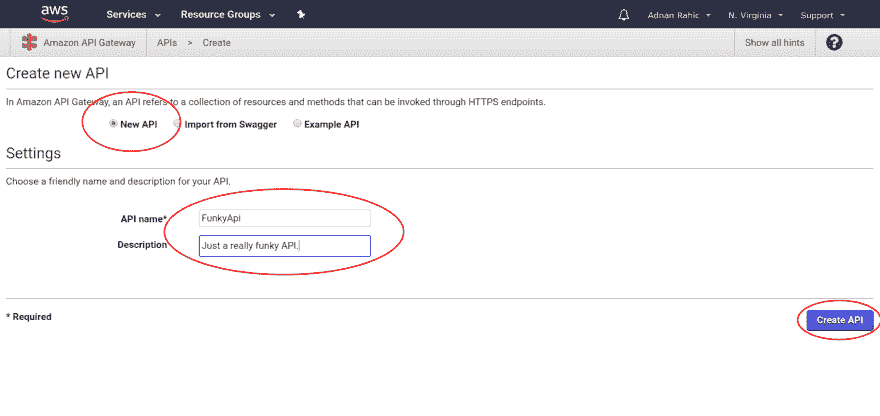 aws Services Resource Groups Adnan Rahic N. Virginia Support
Amazon API Gateway APIs > Create Show all hints ?
Create new API
In Amazon API Gateway, an API refers to a collection of resources and methods that can be invoked through HTTPS endpoints.
New API Import from Swagger Example API
Settings
Choose a friendly name and description for your API.
API name* FunkyApi
Description Just a really funky API.
* Required Create API